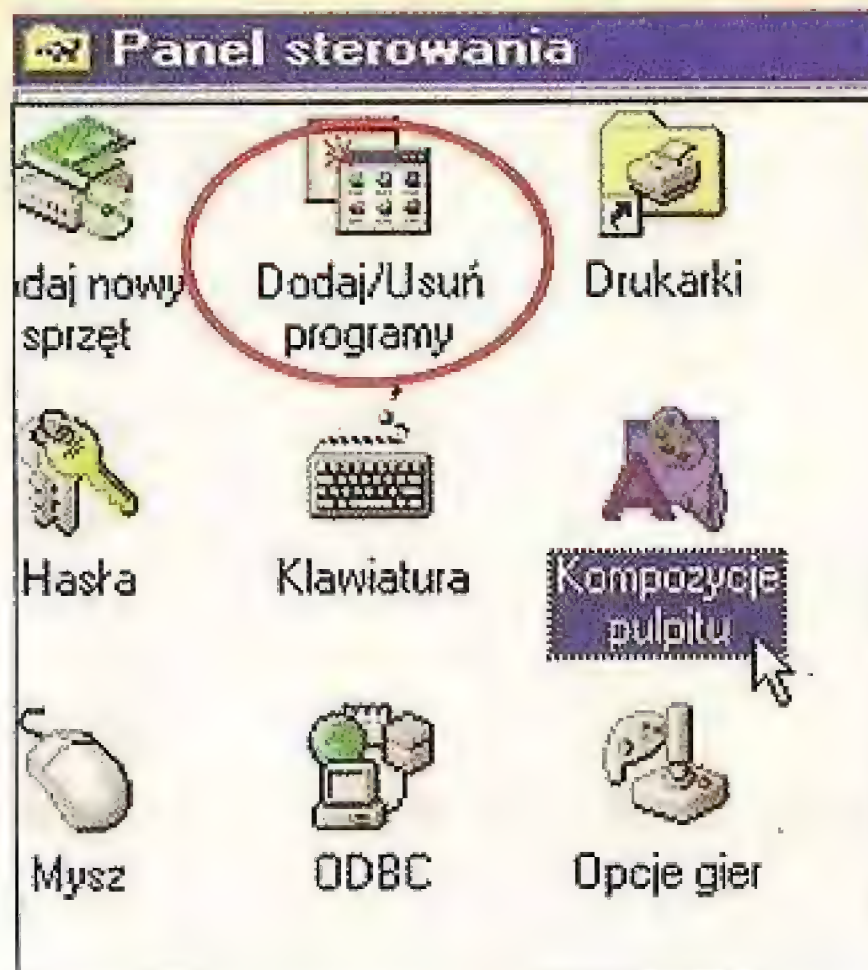 Panel sterowania
daj nowy
sprzęt
Dodaj/Usuń
programy
Drukarki
Hasła
Klawiatura
Kompozycje
pulpitu
Mysz
ODBC
Opcje gier